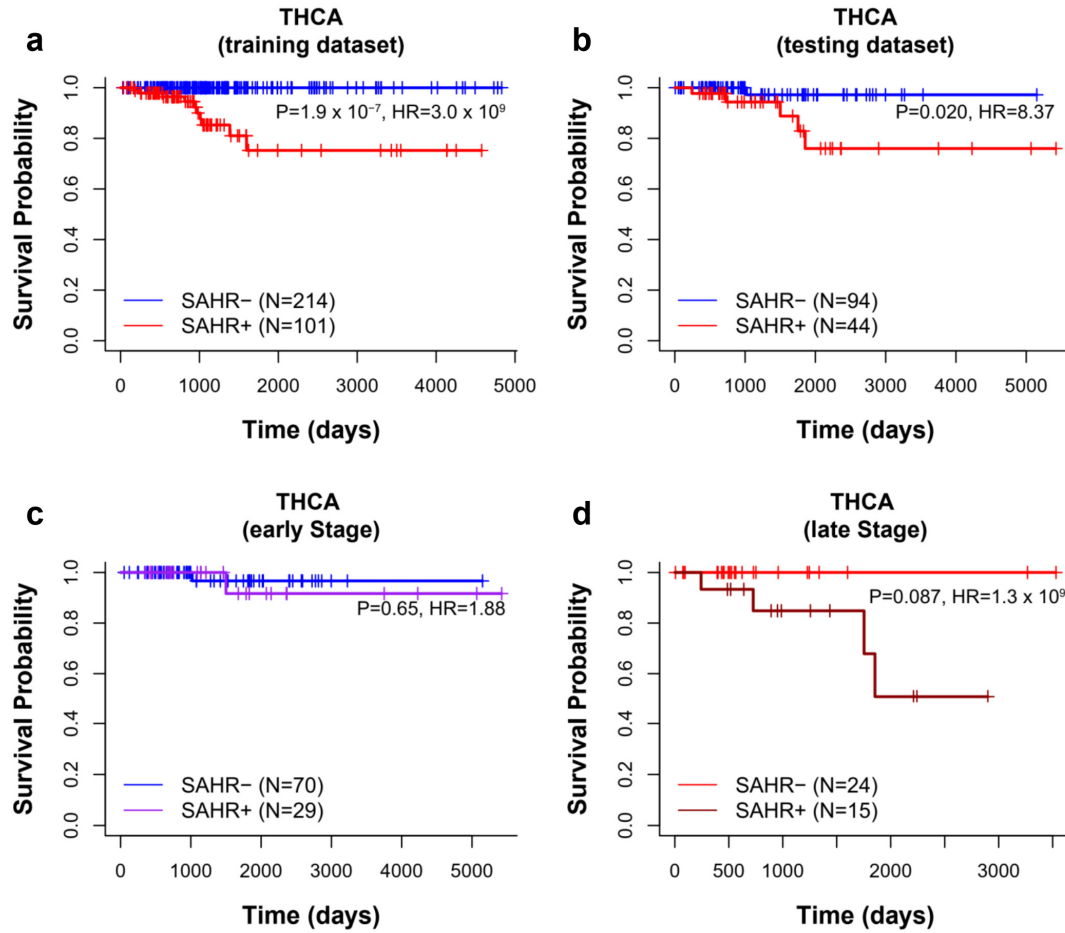 a
THCA
(training dataset)
Survival Probability
1.0
0.8
0.6
0.4
0.2
0.0
P=1.9 x 10⁻⁷, HR=3.0 x 10⁹
SAHR− (N=214)
SAHR+ (N=101)
0 1000 2000 3000 4000 5000
Time (days)
b
THCA
(testing dataset)
Survival Probability
1.0
0.8
0.6
0.4
0.2
0.0
P=0.020, HR=8.37
SAHR− (N=94)
SAHR+ (N=44)
0 1000 2000 3000 4000 5000
Time (days)
c
THCA
(early Stage)
Survival Probability
1.0
0.8
0.6
0.4
0.2
0.0
P=0.65, HR=1.88
SAHR− (N=70)
SAHR+ (N=29)
0 1000 2000 3000 4000 5000
Time (days)
d
THCA
(late Stage)
Survival Probability
1.0
0.8
0.6
0.4
0.2
0.0
P=0.087, HR=1.3 x 10⁹
SAHR− (N=24)
SAHR+ (N=15)
0 500 1000 2000 3000
Time (days)